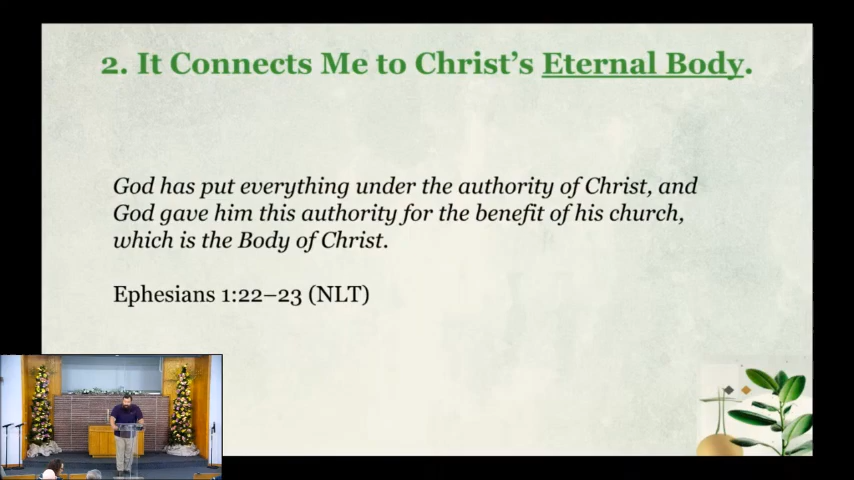 2. It Connects Me to Christ's Eternal Body.
God has put everything under the authority of Christ, and
God gave him this authority for the benefit of his church,
which is the Body of Christ.
Ephesians 1:22–23 (NLT)